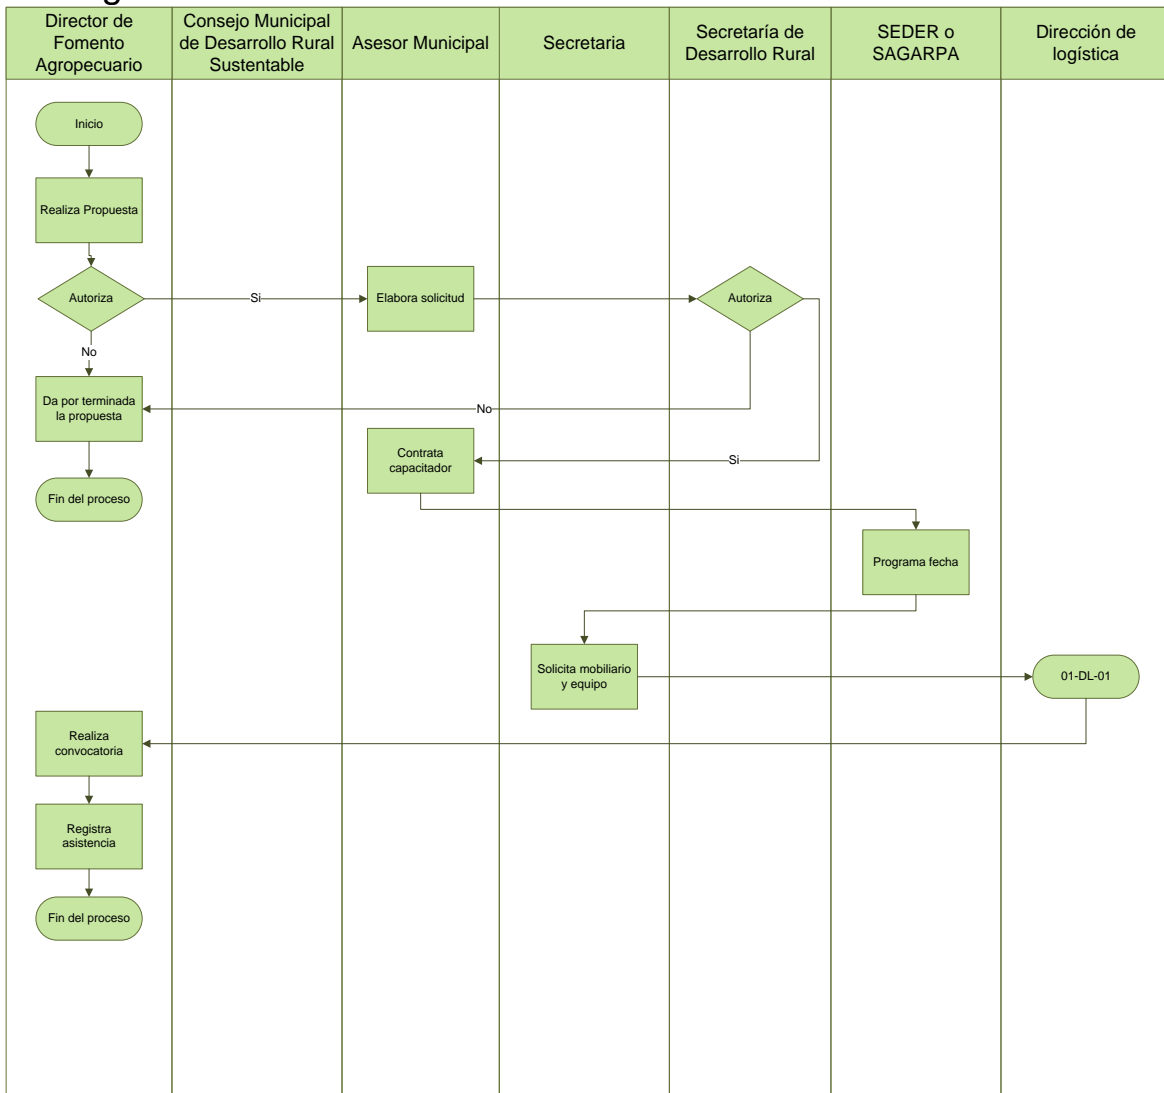 Director de
Fomento
Agropecuario
Consejo Municipal
de Desarrollo Rural
Sustentable
Asesor Municipal
Secretaria
Secretaría de
Desarrollo Rural
SEDER o
SAGARPA
Dirección de
logística
Inicio
Realiza Propuesta
Autoriza
Si
Elabora solicitud
Autoriza
No
Da por terminada
la propuesta
No
Contrata
capacitador
Si
Fin del proceso
Programa fecha
Solicita mobiliario
y equipo
01-DL-01
Realiza
convocatoria
Registra
asistencia
Fin del proceso